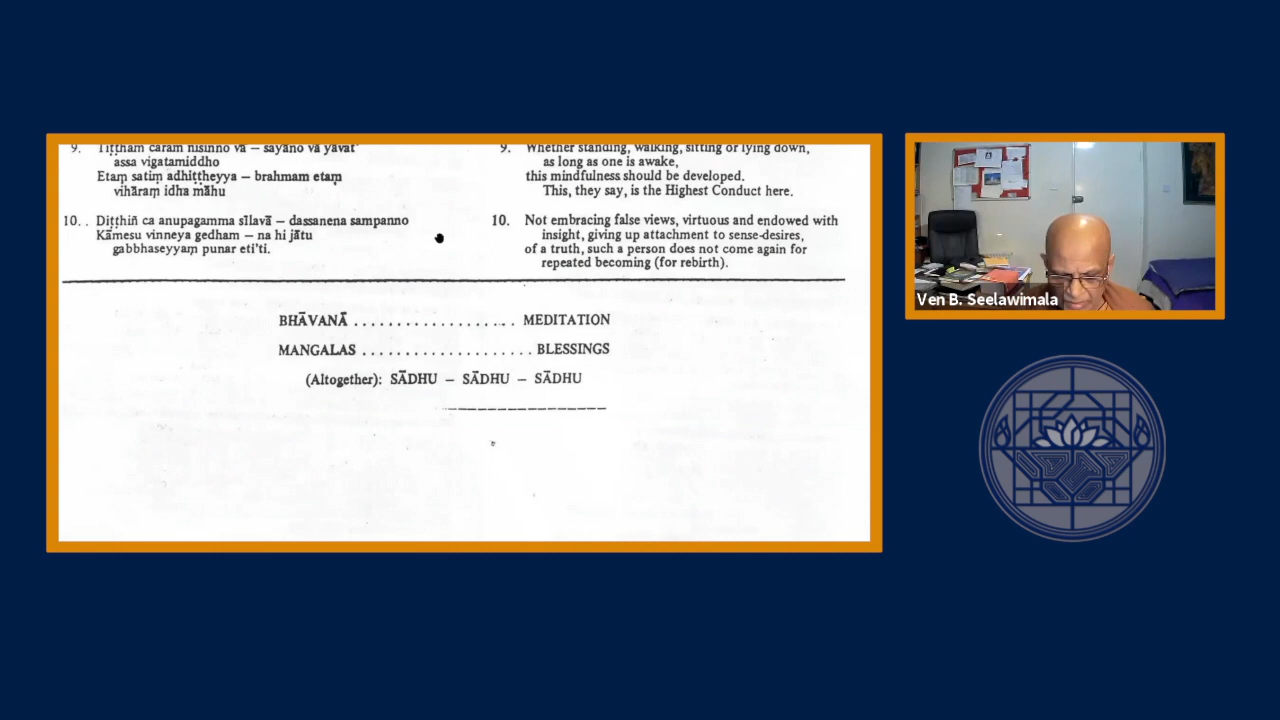 9. Tiṭṭhaṃ caraṃ nisinno vā — sayāno vā yāvat'
assa vigatamiddho
Etaṃ satiṃ adhiṭṭheyya — brahmam etaṃ
vihāraṃ idha māhu
10. . Diṭṭhiñ ca anupagamma sīlavā — dassanena sampanno
Kāmesu vinneya gedham — na hi jātu
gabbhaseyyaṃ punar eti'ti.
9. Whether standing, walking, sitting or lying down,
as long as one is awake,
this mindfulness should be developed.
This, they say, is the Highest Conduct here.
10. Not embracing false views, virtuous and endowed with
insight, giving up attachment to sense-desires,
of a truth, such a person does not come again for
repeated becoming (for rebirth).
BHĀVANĀ . . . . . . . . . . . . . . . . . . . MEDITATION
MANGALAS . . . . . . . . . . . . . . . . . . . . BLESSINGS
(Altogether): SĀDHU — SĀDHU — SĀDHU
Ven B. Seelawimala